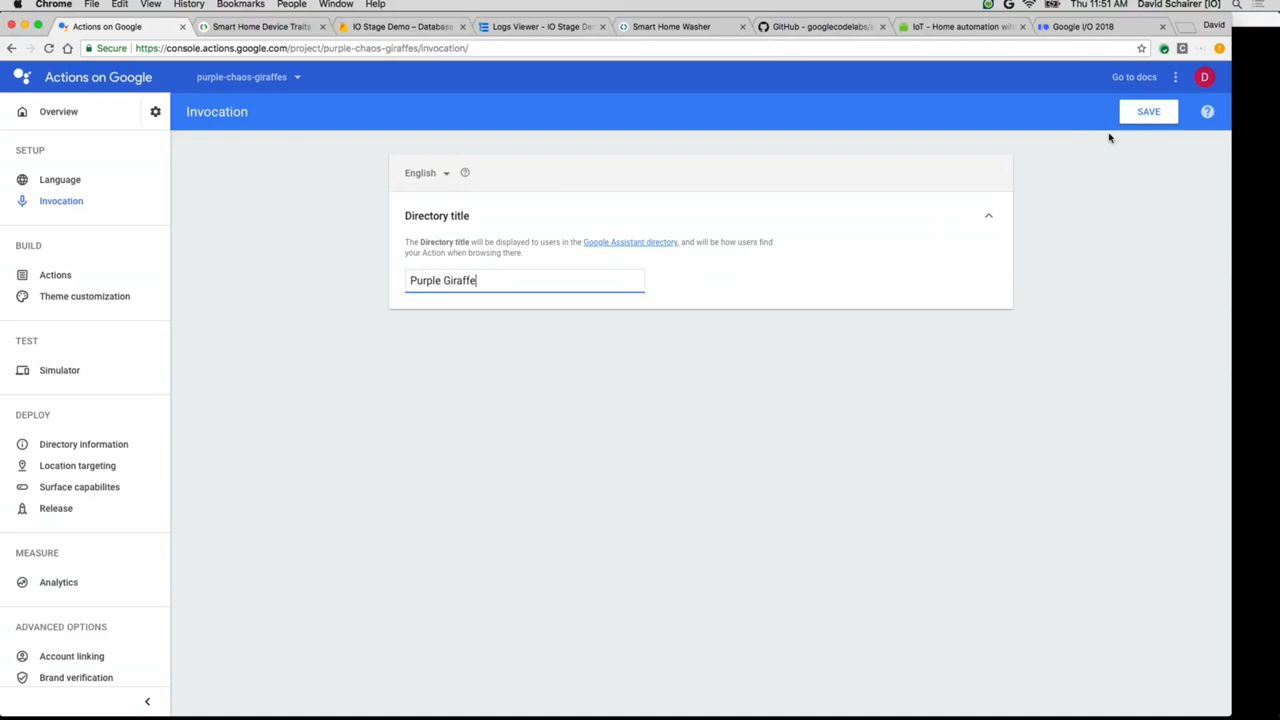 Chrome File Edit View History Bookmarks People Window Help Thu 11:51 AM David Schairer [IO]
Actions on Google Smart Home Device Traits IO Stage Demo – Database Logs Viewer - IO Stage De Smart Home Washer GitHub - googlecodelabs/s IoT - Home automation with Google I/O 2018 David
Secure https://console.actions.google.com/project/purple-chaos-giraffes/invocation/
Actions on Google purple-chaos-giraffes Go to docs D
Overview Invocation SAVE
SETUP
Language
Invocation
BUILD
Actions
Theme customization
TEST
Simulator
DEPLOY
Directory information
Location targeting
Surface capabilites
Release
MEASURE
Analytics
ADVANCED OPTIONS
Account linking
Brand verification
English
Directory title
The Directory title will be displayed to users in the Google Assistant directory, and will be how users find
your Action when browsing there.
Purple Giraffe